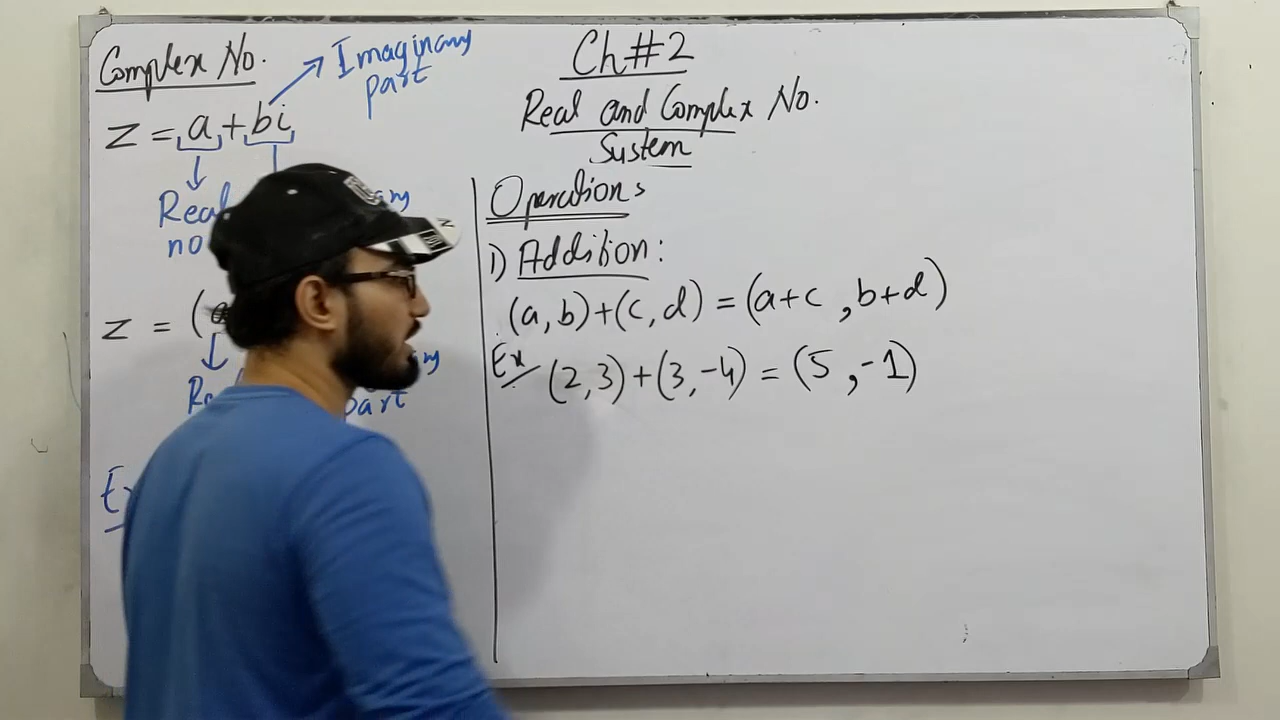 Complex No.
Imaginary
part
Z = a + bi
Real
no
Z = (
part
Ch#2
Real and Complex No.
System
Operations
1) Addition:
(a, b)+(c, d) = (a+c , b+d)
Ex (2,3)+(3,-4) = (5 ,-1)